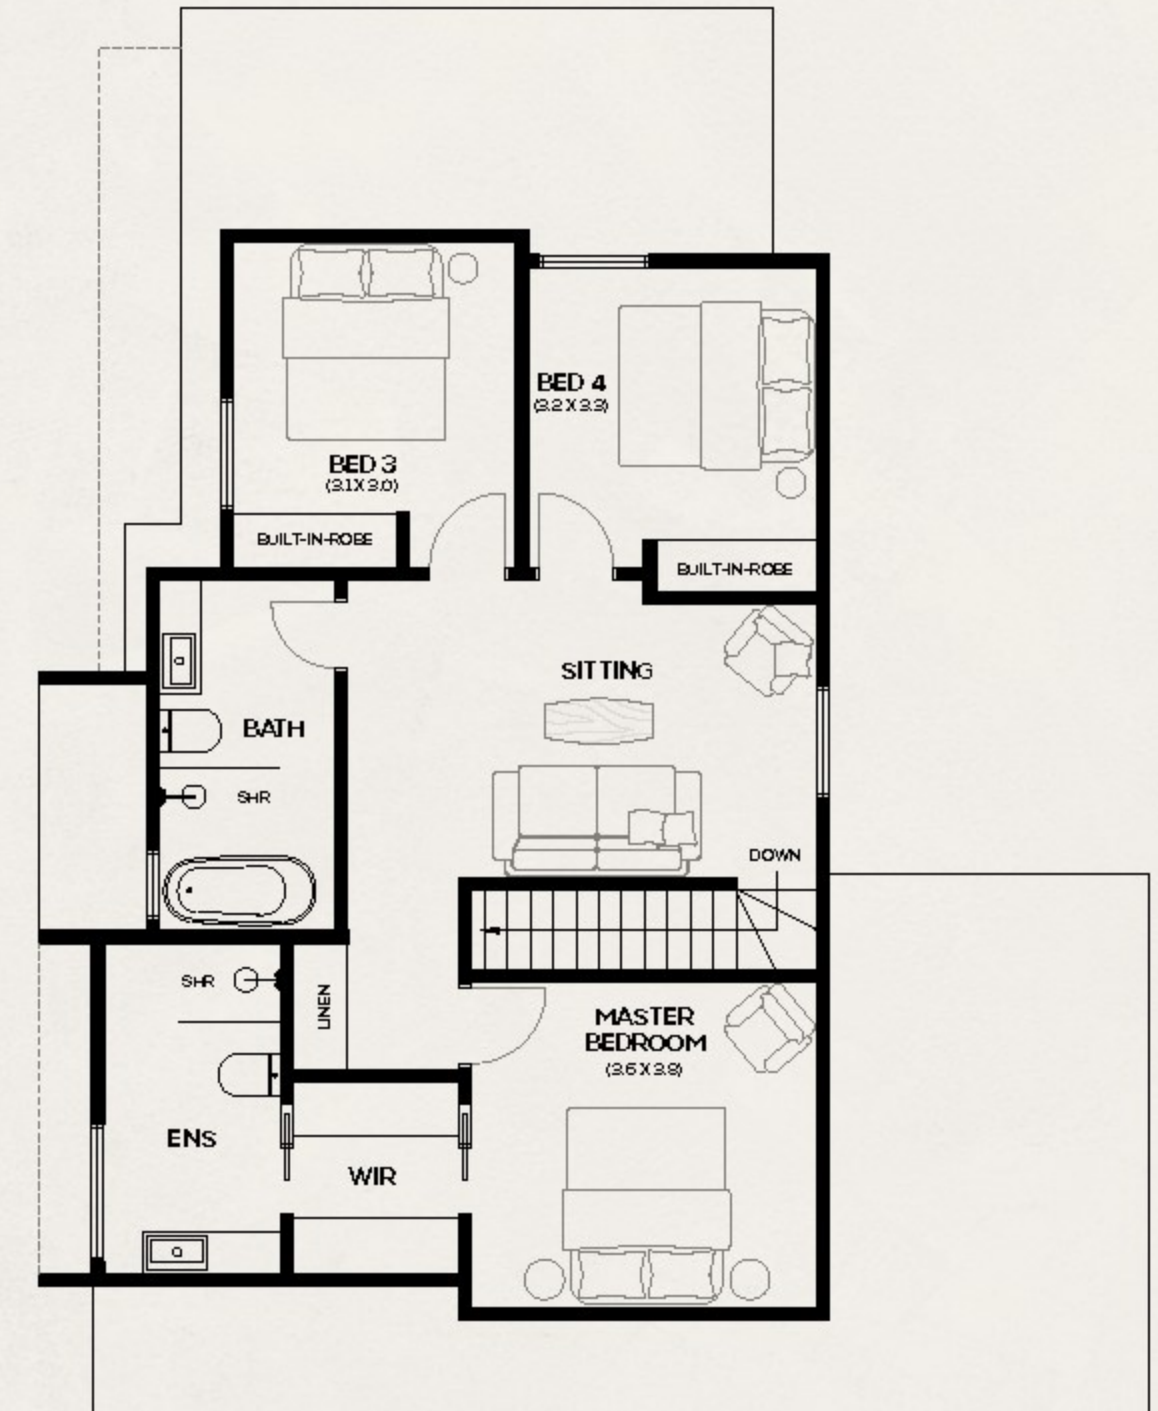 BED 4
(3.2 X 3.3)
BED 3
(3.1 X 3.0)
BUILT-IN-ROBE
BUILT-IN-ROBE
SITTING
BATH
SHR
DOWN
SHR
LINEN
MASTER
BEDROOM
(3.6 X 3.8)
ENS
WIR